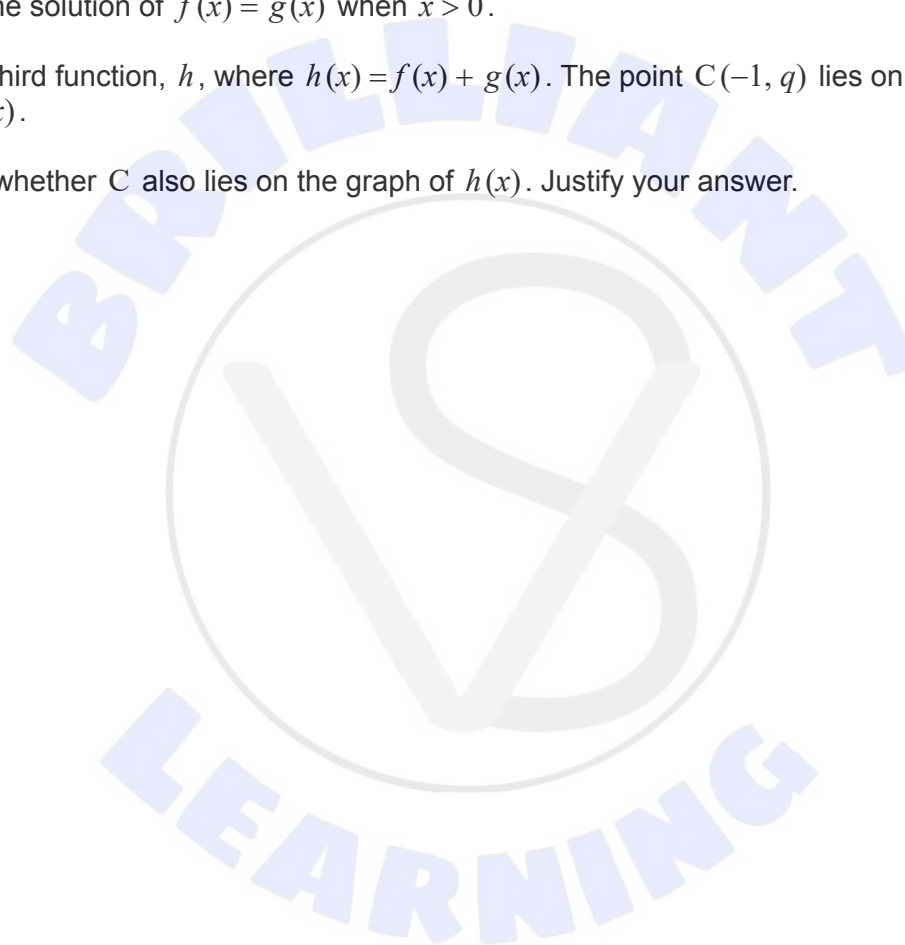 solution of f(x) = g(x) when x > 0.
third function, h, where h(x) = f(x) + g(x). The point C(−1, q) lies on
).
whether C also lies on the graph of h(x). Justify your answer.
BRILLIANT
VS
LEARNING